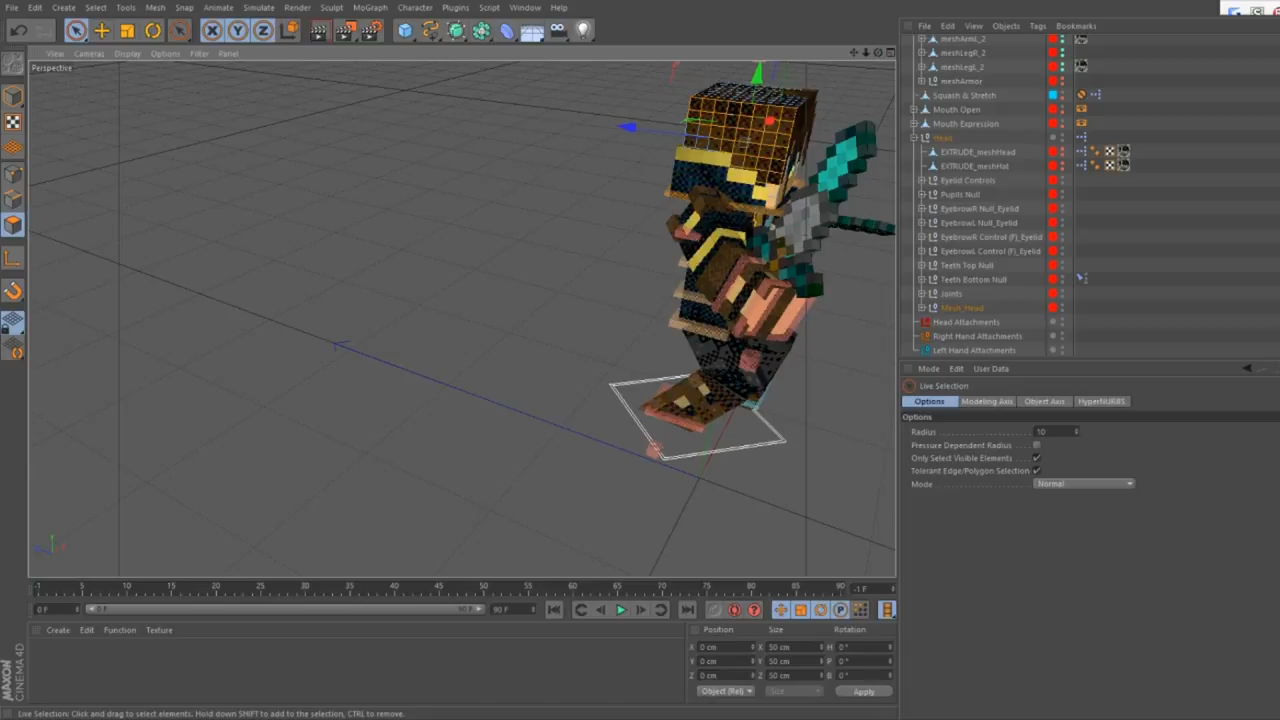 File Edit Create Select Tools Mesh Snap Animate Simulate Render Sculpt MoGraph Character Plugins Script Window Help
File Edit View Objects Tags Bookmarks
View Cameras Display Options Filter Panel
Perspective
meshArmL_2
meshLegR_2
meshLegL_2
meshArmor
Squash & Stretch
Mouth Open
Mouth Expression
Head
EXTRUDE_meshHead
EXTRUDE_meshHat
Eyelid Controls
Pupils Null
EyebrowR Null_Eyelid
EyebrowL Null_Eyelid
EyebrowR Control (F)_Eyelid
EyebrowL Control (F)_Eyelid
Teeth Top Null
Teeth Bottom Null
Joints
Mesh_Head
Head Attachments
Right Hand Attachments
Left Hand Attachments
Mode Edit User Data
Live Selection
Options Modeling Axis Object Axis HyperNURBS
Options
Radius 10
Pressure Dependent Radius
Only Select Visible Elements
Tolerant Edge/Polygon Selection
Mode Normal
-1 5 10 15 20 25 30 35 40 45 50 55 60 65 70 75 80 85 90 -1 F
0 F 0 F 90 F 90 F
Create Edit Function Texture
Position Size Rotation
X 0 cm X 50 cm H 0°
Y 0 cm Y 50 cm P 0°
Z 0 cm Z 50 cm B 0°
Object (Rel) Size Apply
MAXON
CINEMA 4D
Live Selection: Click and drag to select elements. Hold down SHIFT to add to the selection, CTRL to remove.